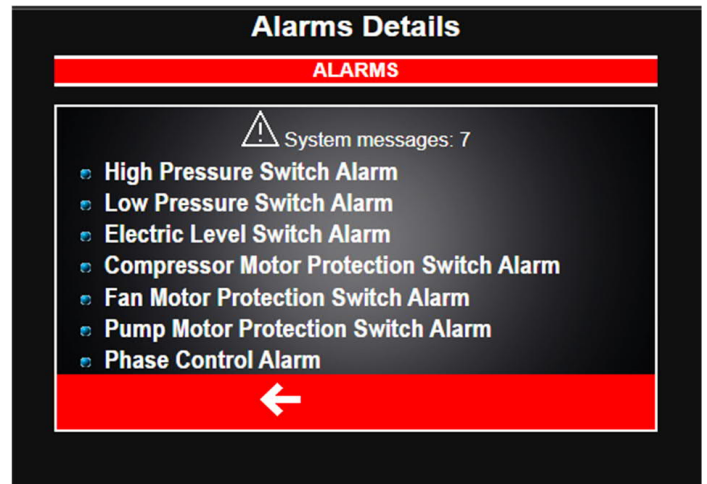 Alarms Details
ALARMS
System messages: 7
High Pressure Switch Alarm
Low Pressure Switch Alarm
Electric Level Switch Alarm
Compressor Motor Protection Switch Alarm
Fan Motor Protection Switch Alarm
Pump Motor Protection Switch Alarm
Phase Control Alarm